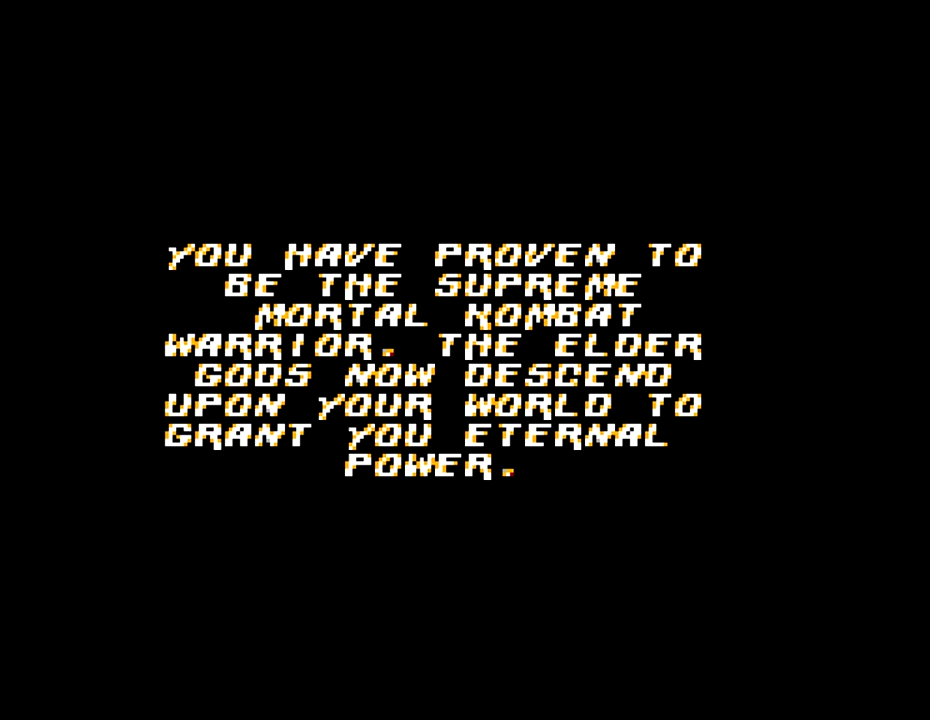 YOU HAVE PROVEN TO
BE THE SUPREME
MORTAL KOMBAT
WARRIOR. THE ELDER
GODS NOW DESCEND
UPON YOUR WORLD TO
GRANT YOU ETERNAL
POWER.